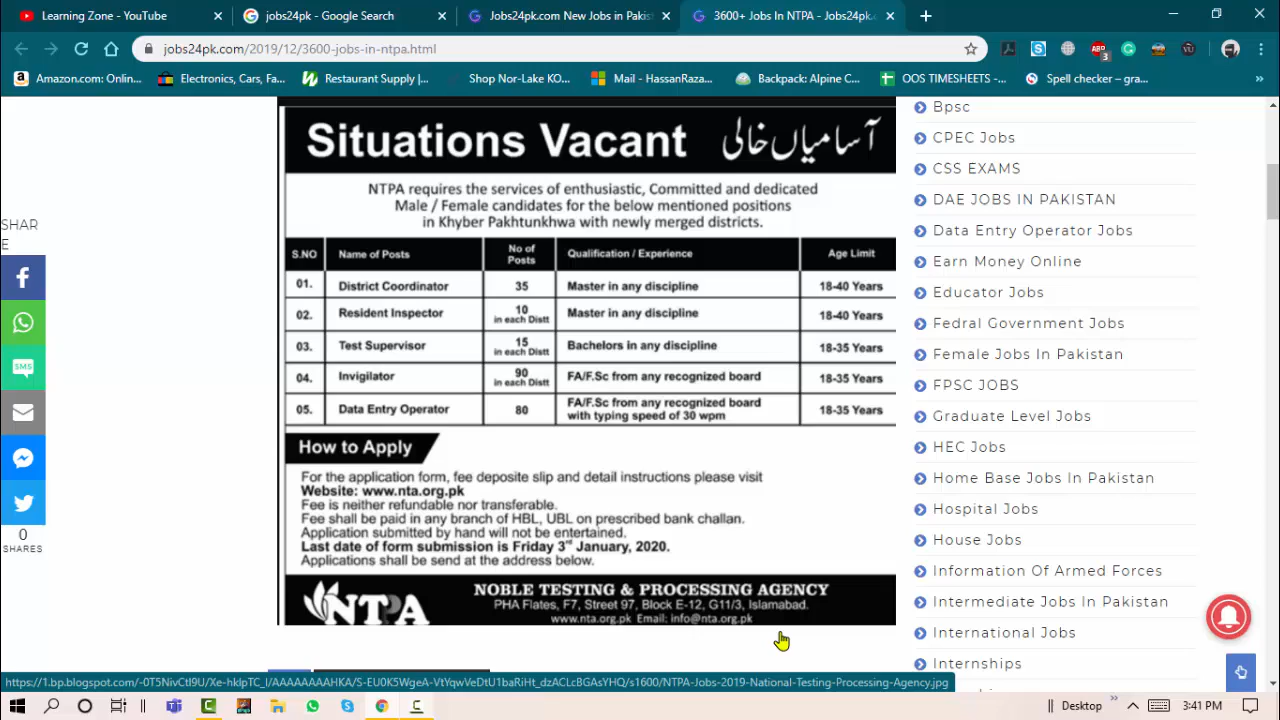 Learning Zone - YouTube
jobs24pk - Google Search
Jobs24pk.com New Jobs in Pakis
3600+ Jobs In NTPA - Jobs24pk.
jobs24pk.com/2019/12/3600-jobs-in-ntpa.html
Amazon.com: Onlin...
Electronics, Cars, Fa...
Restaurant Supply |...
Shop Nor-Lake KO...
Mail - HassanRaza...
Backpack: Alpine C...
OOS TIMESHEETS -...
Spell checker – gra...
»
SHAR
E
SMS
0
SHARES
Situations Vacant آسامیاں خالی
NTPA requires the services of enthusiastic, Committed and dedicated
Male / Female candidates for the below mentioned positions
in Khyber Pakhtunkhwa with newly merged districts.
S.NO Name of Posts No of Posts Qualification / Experience Age Limit
01. District Coordinator 35 Master in any discipline 18-40 Years
02. Resident Inspector 10 in each Distt Master in any discipline 18-40 Years
03. Test Supervisor 15 in each Distt Bachelors in any discipline 18-35 Years
04. Invigilator 90 in each Distt FA/F.Sc from any recognized board 18-35 Years
05. Data Entry Operator 80 FA/F.Sc from any recognized board with typing speed of 30 wpm 18-35 Years
How to Apply
For the application form, fee deposite slip and detail instructions please visit
Website: www.nta.org.pk
Fee is neither refundable nor transferable.
Fee shall be paid in any branch of HBL, UBL on prescribed bank challan.
Application submitted by hand will not be entertained.
Last date of form submission is Friday 3rd January, 2020.
Applications shall be send at the address below.
NTPA
NOBLE TESTING & PROCESSING AGENCY
PHA Flates, F7, Street 97, Block E-12, G11/3, Islamabad.
www.nta.org.pk Email: info@nta.org.pk
Bpsc
CPEC Jobs
CSS EXAMS
DAE JOBS IN PAKISTAN
Data Entry Operator Jobs
Earn Money Online
Educator Jobs
Fedral Government Jobs
Female Jobs In Pakistan
FPSC JOBS
Graduate Level Jobs
HEC Jobs
Home Base Jobs In Pakistan
Hospital Jobs
House Jobs
Information Of Armed Forces
Intermediate Jobs In Pakistan
International Jobs
Internships
Desktop
3:41 PM